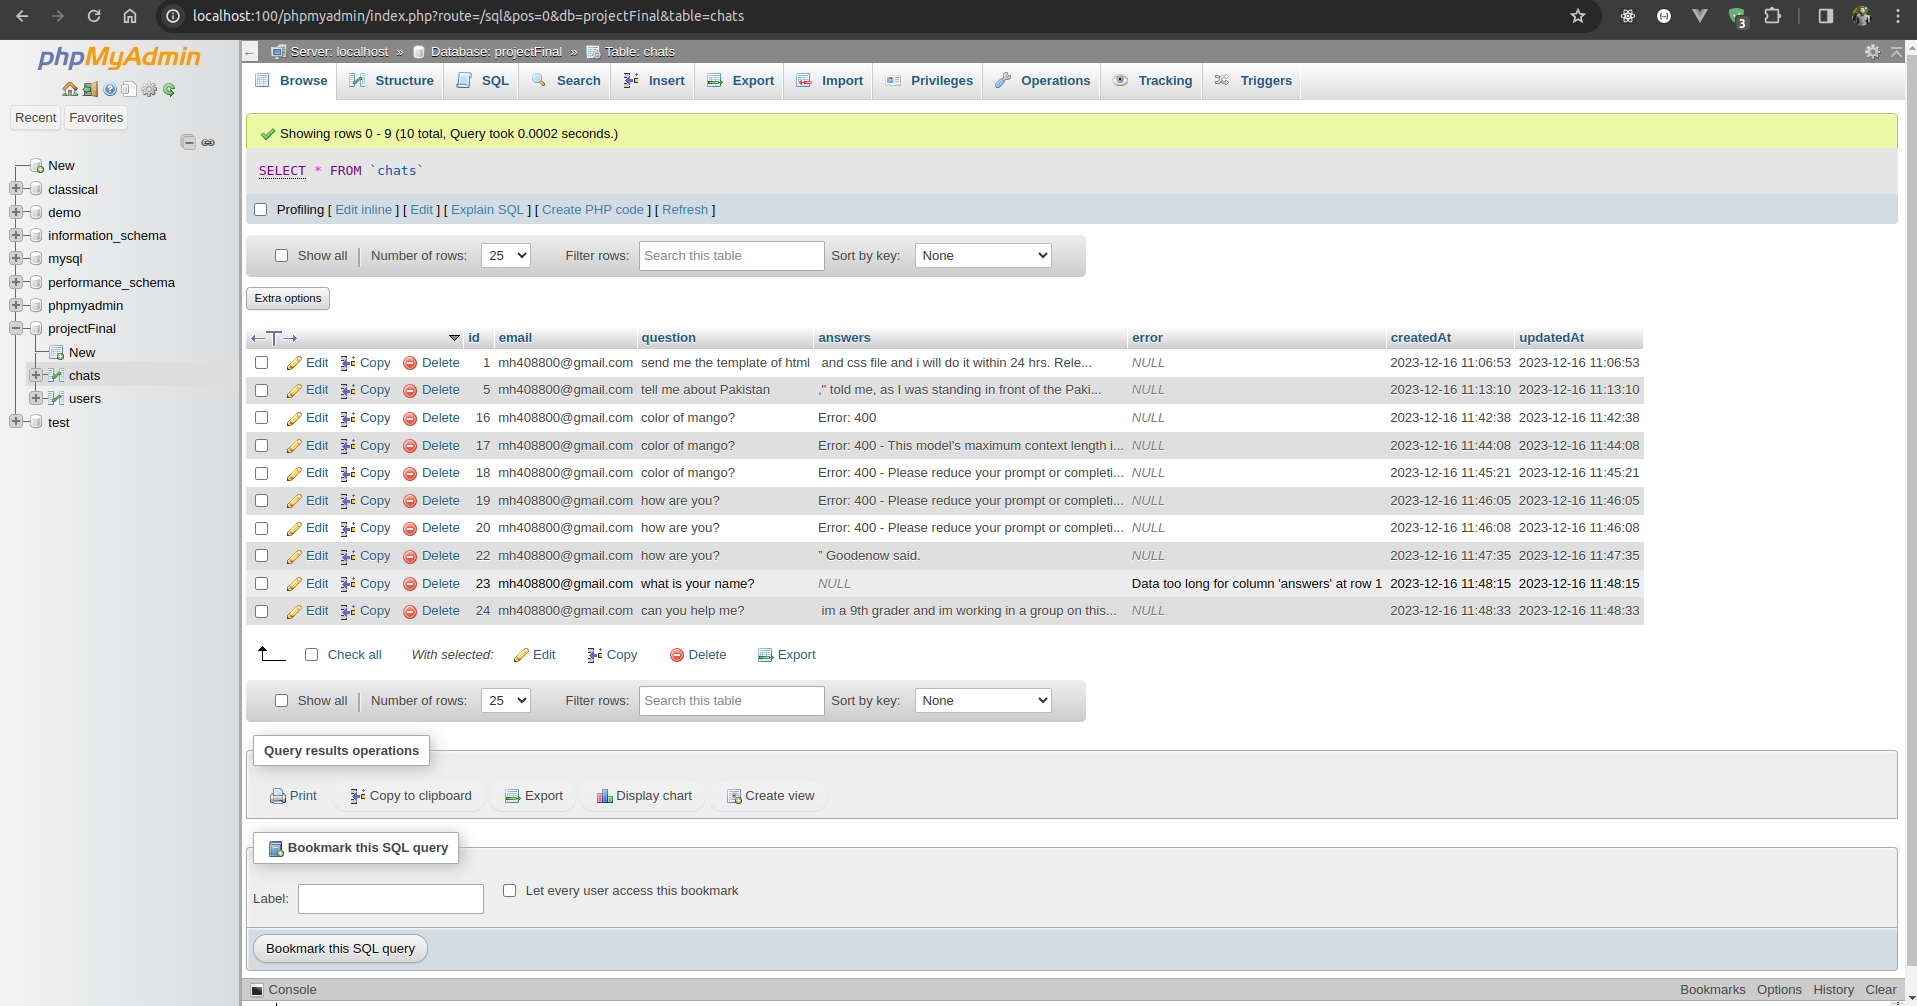 localhost:100/phpmyadmin/index.php?route=/sql&pos=0&db=projectFinal&table=chats
3
phpMyAdmin
Recent Favorites
New
classical
demo
information_schema
mysql
performance_schema
phpmyadmin
projectFinal
New
chats
users
test
Server: localhost » Database: projectFinal » Table: chats
Browse Structure SQL Search Insert Export Import Privileges Operations Tracking Triggers
Showing rows 0 - 9 (10 total, Query took 0.0002 seconds.)
SELECT * FROM `chats`
Profiling [ Edit inline ] [ Edit ] [ Explain SQL ] [ Create PHP code ] [ Refresh ]
Show all Number of rows: 25 Filter rows: Search this table Sort by key: None
Extra options
id email question answers error createdAt updatedAt
Edit Copy Delete 1 mh408800@gmail.com send me the template of html and css file and i will do it within 24 hrs. Rele... NULL 2023-12-16 11:06:53 2023-12-16 11:06:53
Edit Copy Delete 5 mh408800@gmail.com tell me about Pakistan ," told me, as I was standing in front of the Paki... NULL 2023-12-16 11:13:10 2023-12-16 11:13:10
Edit Copy Delete 16 mh408800@gmail.com color of mango? Error: 400 NULL 2023-12-16 11:42:38 2023-12-16 11:42:38
Edit Copy Delete 17 mh408800@gmail.com color of mango? Error: 400 - This model's maximum context length i... NULL 2023-12-16 11:44:08 2023-12-16 11:44:08
Edit Copy Delete 18 mh408800@gmail.com color of mango? Error: 400 - Please reduce your prompt or completi... NULL 2023-12-16 11:45:21 2023-12-16 11:45:21
Edit Copy Delete 19 mh408800@gmail.com how are you? Error: 400 - Please reduce your prompt or completi... NULL 2023-12-16 11:46:05 2023-12-16 11:46:05
Edit Copy Delete 20 mh408800@gmail.com how are you? Error: 400 - Please reduce your prompt or completi... NULL 2023-12-16 11:46:08 2023-12-16 11:46:08
Edit Copy Delete 22 mh408800@gmail.com how are you? " Goodenow said. NULL 2023-12-16 11:47:35 2023-12-16 11:47:35
Edit Copy Delete 23 mh408800@gmail.com what is your name? NULL Data too long for column 'answers' at row 1 2023-12-16 11:48:15 2023-12-16 11:48:15
Edit Copy Delete 24 mh408800@gmail.com can you help me? im a 9th grader and im working in a group on this... NULL 2023-12-16 11:48:33 2023-12-16 11:48:33
Check all With selected: Edit Copy Delete Export
Show all Number of rows: 25 Filter rows: Search this table Sort by key: None
Query results operations
Print Copy to clipboard Export Display chart Create view
Bookmark this SQL query
Label: Let every user access this bookmark
Bookmark this SQL query
Console Bookmarks Options History Clear